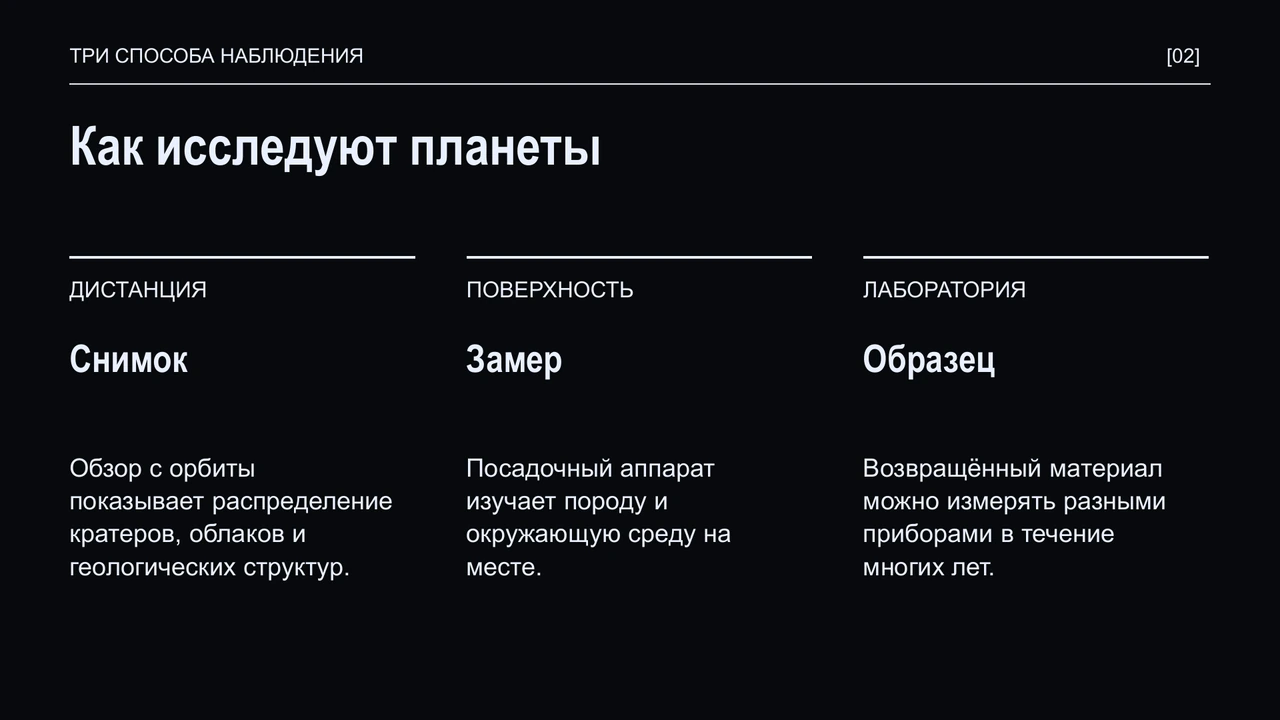 ТРИ СПОСОБА НАБЛЮДЕНИЯ
[02]
Как исследуют планеты
ДИСТАНЦИЯ
Снимок
Обзор с орбиты
показывает распределение
кратеров, облаков и
геологических структур.
ПОВЕРХНОСТЬ
Замер
Посадочный аппарат
изучает породу и
окружающую среду на
месте.
ЛАБОРАТОРИЯ
Образец
Возвращённый материал
можно измерять разными
приборами в течение
многих лет.